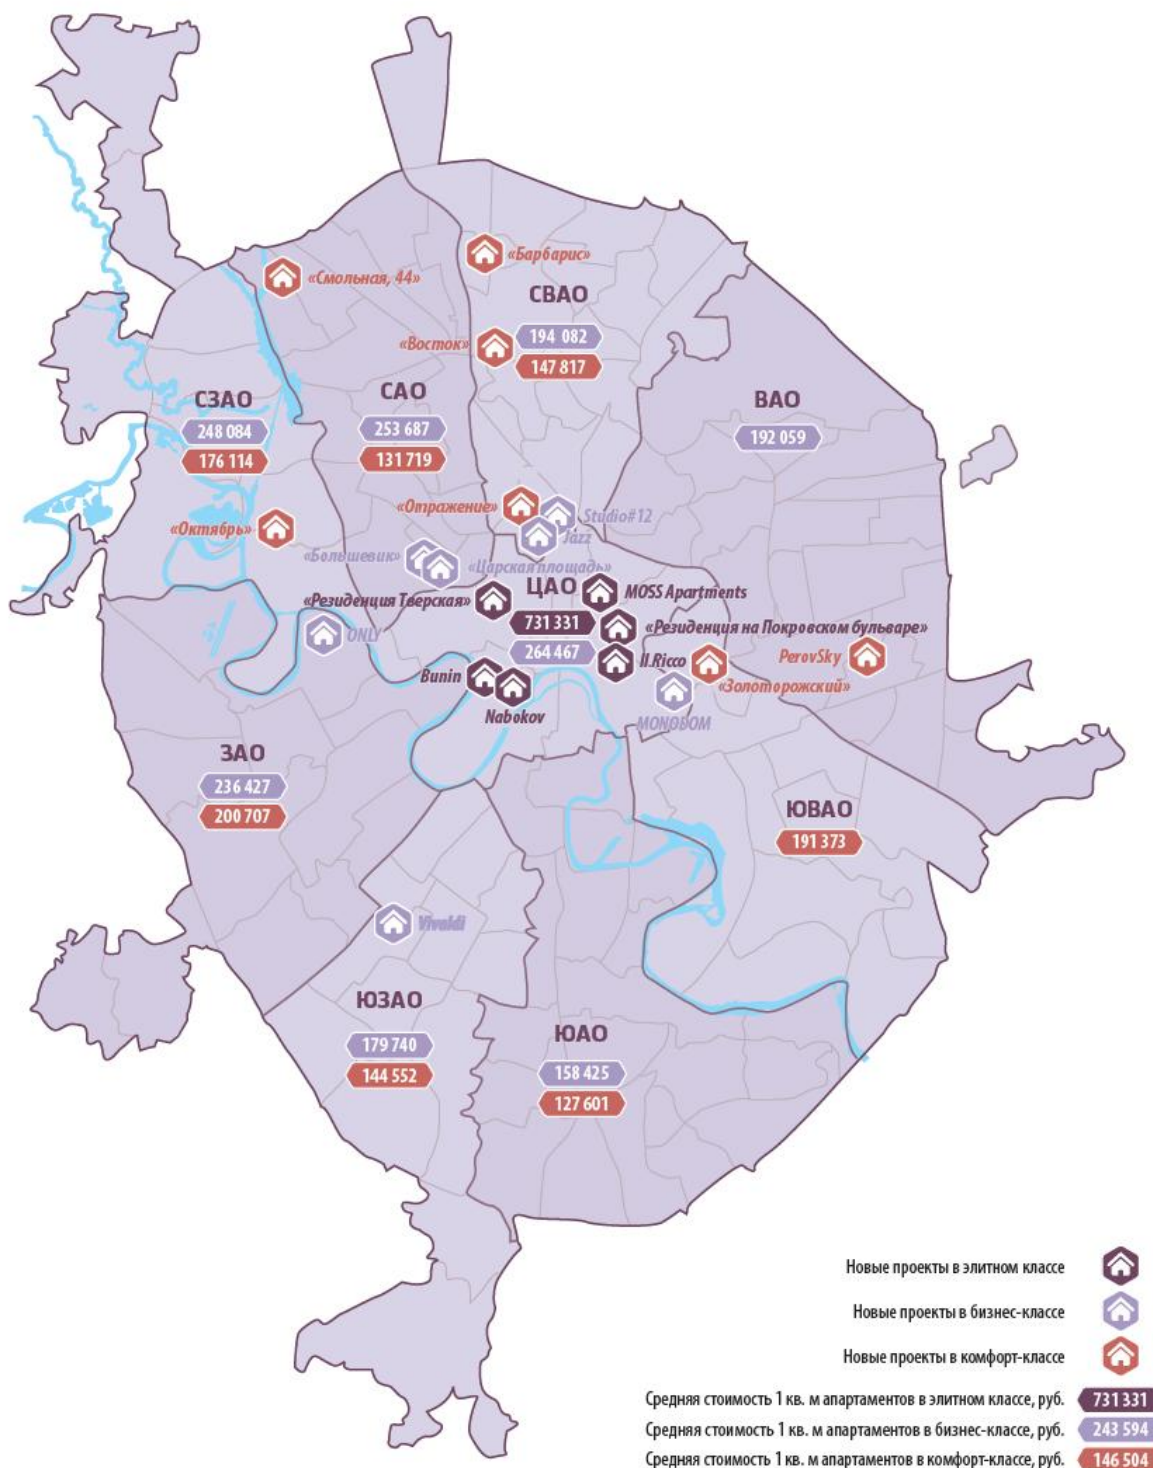 «Барбарис»
«Смольная, 44»
СВАО
194 082
«Восток»
147 817
СЗАО
САО
ВАО
248 084
253 687
192 059
176 114
131 719
«Отражение»
Studio#12
«Октябрь»
Jazz
«Большевик»
«Царская площадь»
ЦАО
MOSS Apartments
«Резиденция Тверская»
731 331
«Резиденция на Покровском бульваре»
ONLY
264 467
Il Ricco
PerovSky
Bunin
«Золоторожский»
Nabokov
MONODOM
ЗАО
236 427
200 707
ЮВАО
191 373
Vivaldi
ЮЗАО
179 740
144 552
ЮАО
158 425
127 601
Новые проекты в элитном классе
Новые проекты в бизнес-классе
Новые проекты в комфорт-классе
Средняя стоимость 1 кв. м апартаментов в элитном классе, руб. 731 331
Средняя стоимость 1 кв. м апартаментов в бизнес-классе, руб. 243 594
Средняя стоимость 1 кв. м апартаментов в комфорт-классе, руб. 146 504